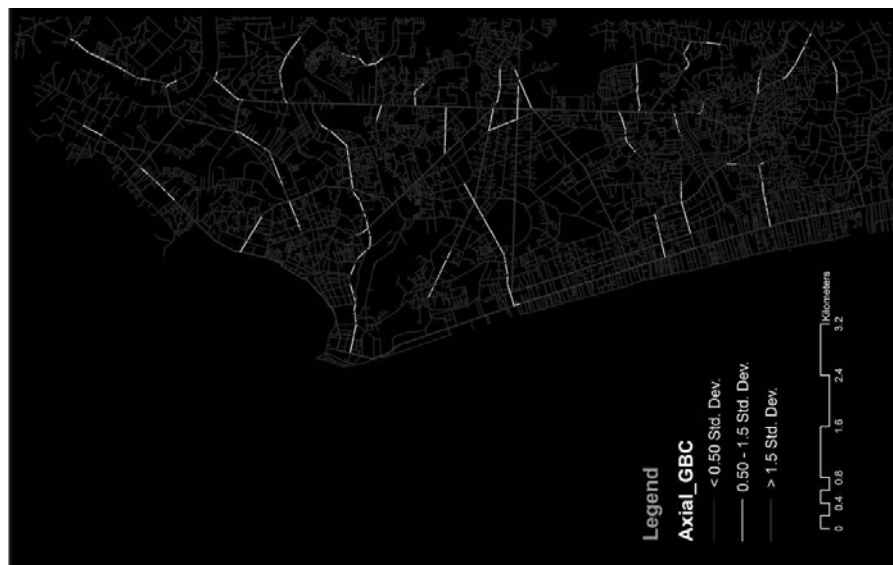 Legend
Axial_GBC
< 0.50 Std. Dev.
0.50 - 1.5 Std. Dev.
> 1.5 Std. Dev.
0 0.4 0.8 1.6 2.4 3.2
Kilometers